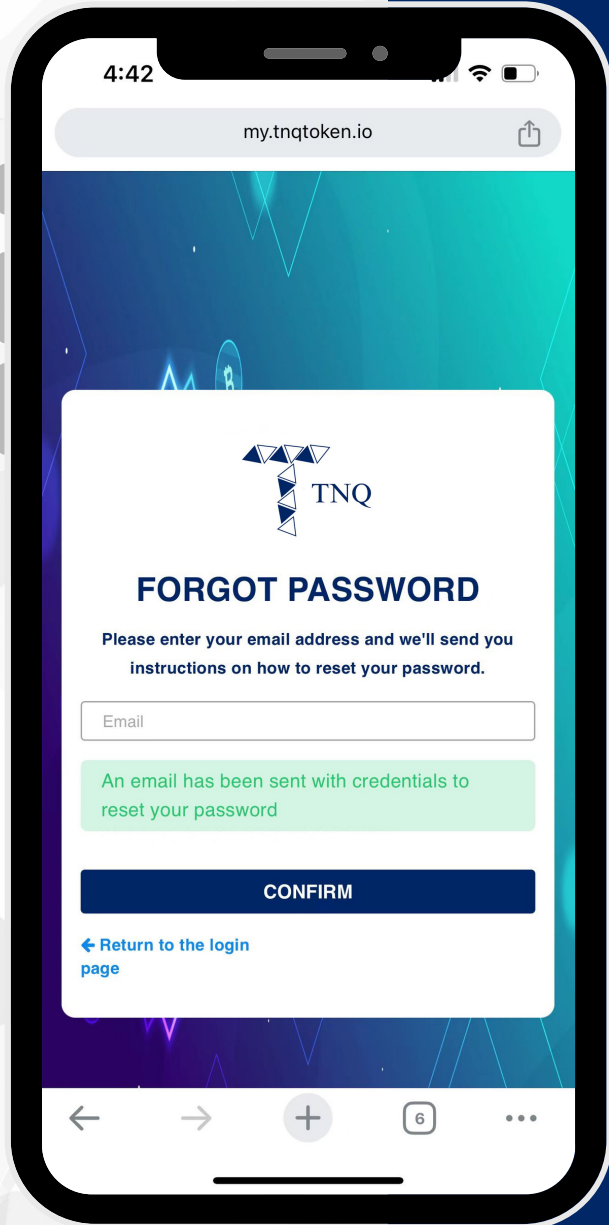 4:42
my.tnqtoken.io
TNQ
FORGOT PASSWORD
Please enter your email address and we'll send you
instructions on how to reset your password.
Email
An email has been sent with credentials to
reset your password
CONFIRM
Return to the login
page
6